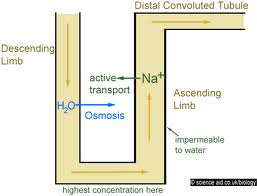 Distal Convoluted Tubule
Descending
Limb
active
transport
Na+
H₂O
Osmosis
Ascending
Limb
impermeable
to water
highest concentration here
© science aid.co.uk/biology